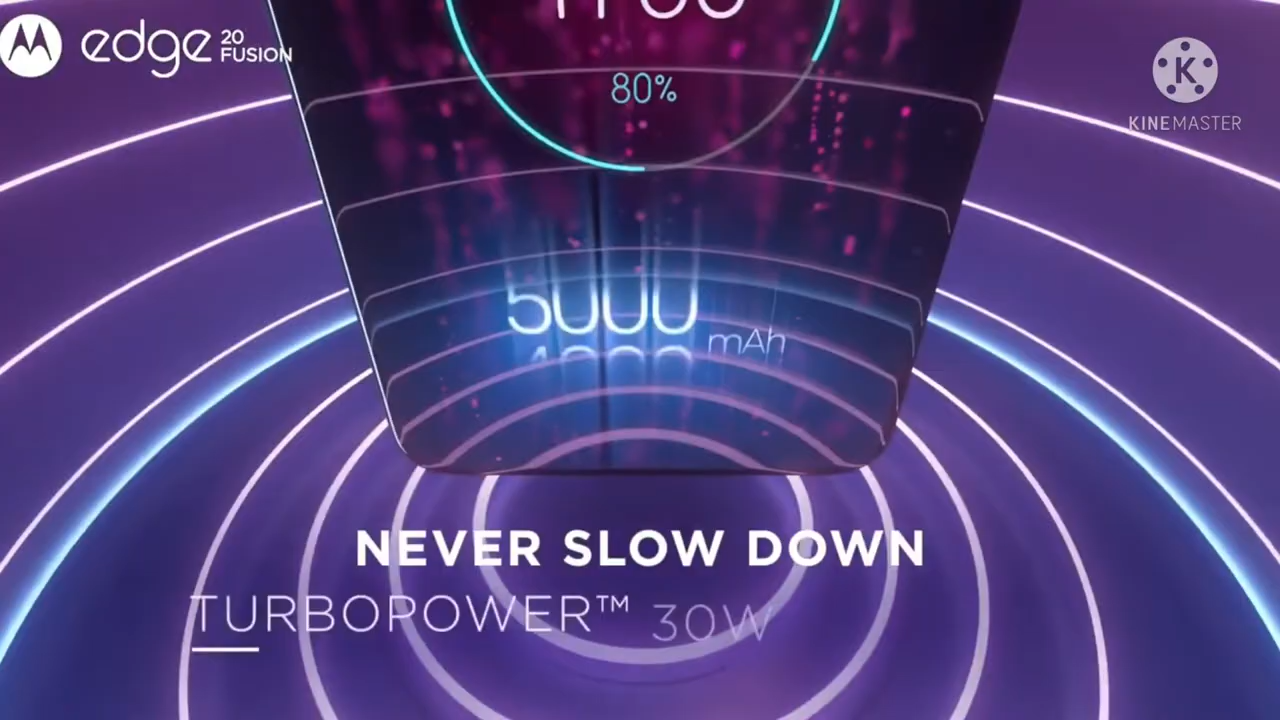 edge 20 FUSION
K
KINEMASTER
80%
5000 mAh
NEVER SLOW DOWN
TURBOPOWER™ 30W